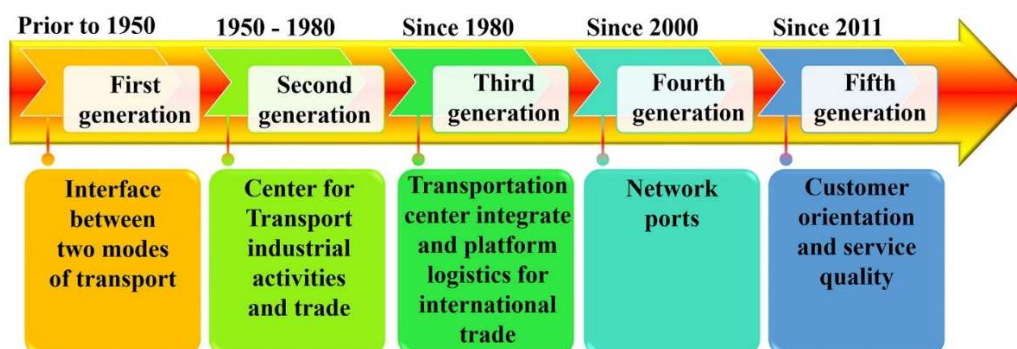 Prior to 1950
1950 - 1980
Since 1980
Since 2000
Since 2011
First
generation
Second
generation
Third
generation
Fourth
generation
Fifth
generation
Interface
between
two modes
of transport
Center for
Transport
industrial
activities
and trade
Transportation
center integrate
and platform
logistics for
international
trade
Network
ports
Customer
orientation
and service
quality